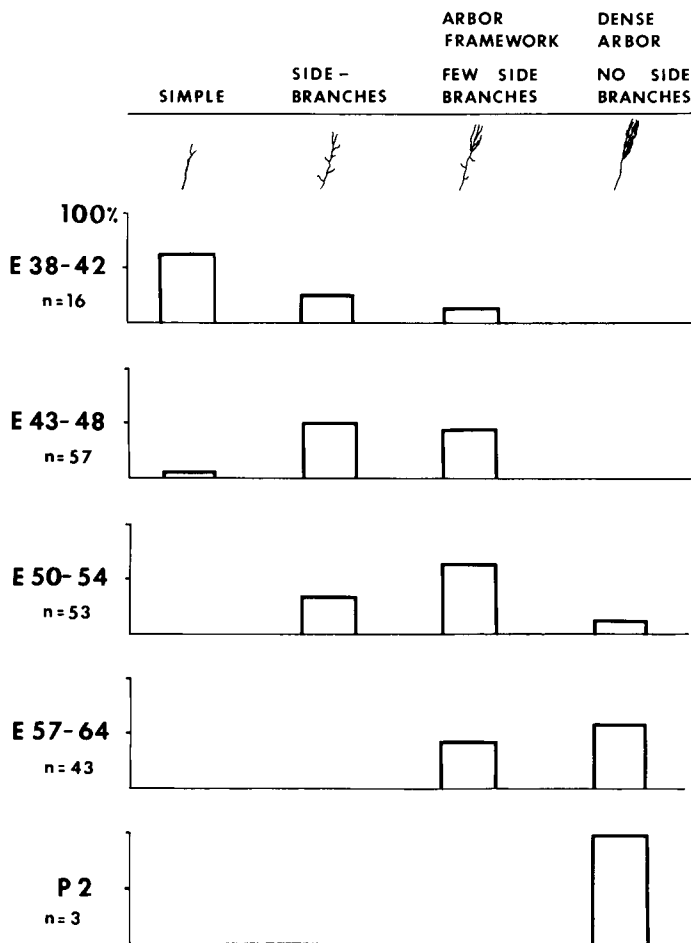 SIMPLE
SIDE-
BRANCHES
ARBOR
FRAMEWORK
FEW SIDE
BRANCHES
DENSE
ARBOR
NO SIDE
BRANCHES
100%
E 38-42
n=16
E 43-48
n=57
E 50-54
n=53
E 57-64
n=43
P 2
n=3